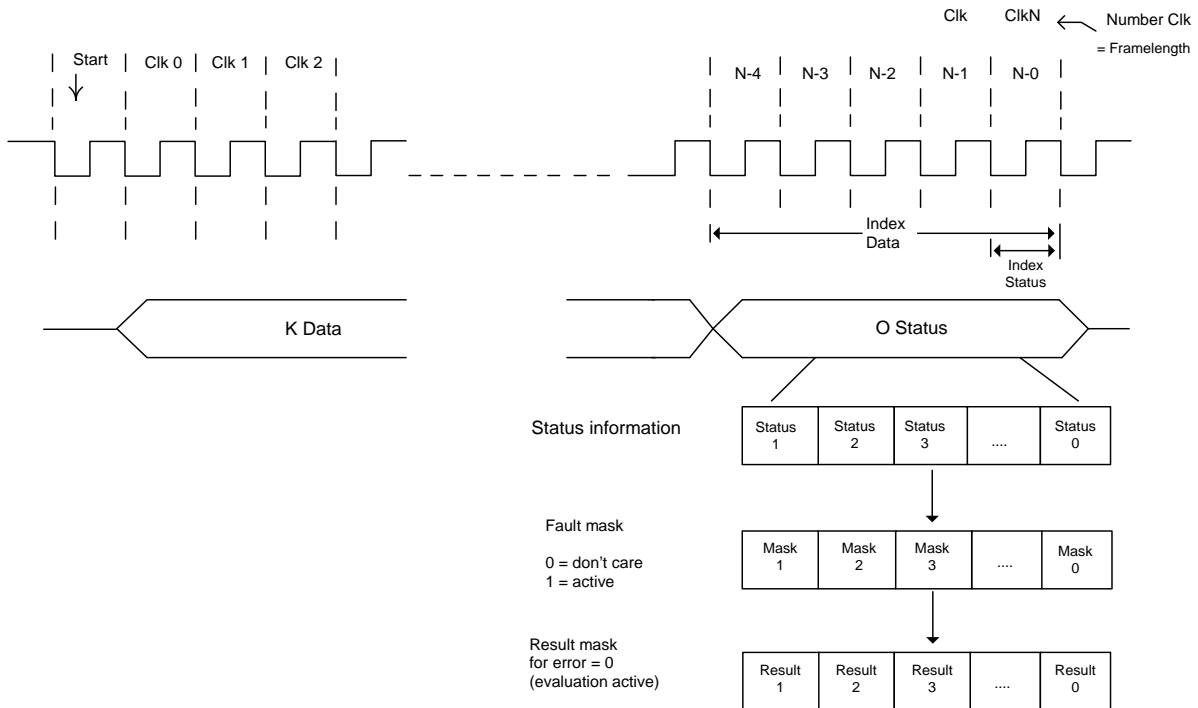 Clk ClkN Number Clk
= Framelength
Start Clk 0 Clk 1 Clk 2
N-4 N-3 N-2 N-1 N-0
Index
Data
Index
Status
K Data
O Status
Status information
Status
1
Status
2
Status
3
....
Status
0
Fault mask
0 = don't care
1 = active
Mask
1
Mask
2
Mask
3
....
Mask
0
Result mask
for error = 0
(evaluation active)
Result
1
Result
2
Result
3
....
Result
0